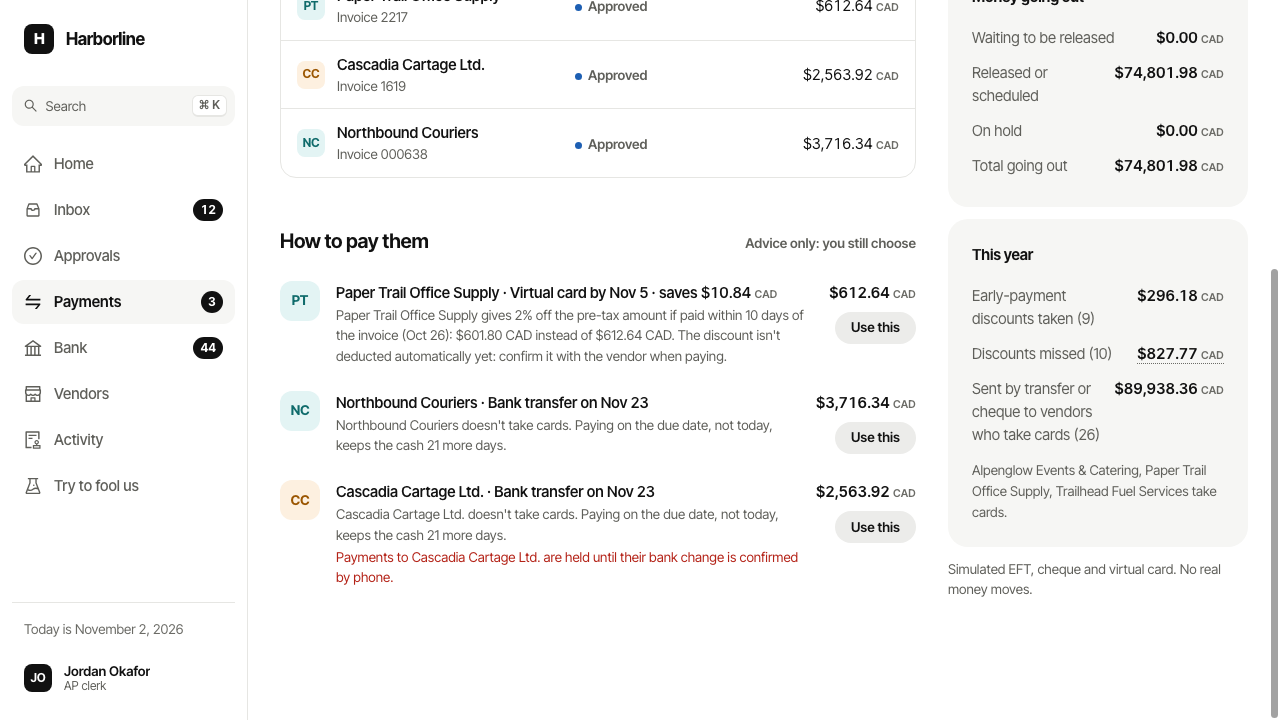 H Harborline
Search ⌘ K
Home
Inbox 12
Approvals
Payments 3
Bank 44
Vendors
Activity
Try to fool us
Today is November 2, 2026
JO Jordan Okafor
AP clerk
PT Paper Trail Office Supply
Invoice 2217
Approved
$612.64 CAD
CC Cascadia Cartage Ltd.
Invoice 1619
Approved
$2,563.92 CAD
NC Northbound Couriers
Invoice 000638
Approved
$3,716.34 CAD
How to pay them
Advice only: you still choose
PT Paper Trail Office Supply · Virtual card by Nov 5 · saves $10.84 CAD
Paper Trail Office Supply gives 2% off the pre-tax amount if paid within 10 days of
the invoice (Oct 26): $601.80 CAD instead of $612.64 CAD. The discount isn't
deducted automatically yet: confirm it with the vendor when paying.
$612.64 CAD
Use this
NC Northbound Couriers · Bank transfer on Nov 23
Northbound Couriers doesn't take cards. Paying on the due date, not today,
keeps the cash 21 more days.
$3,716.34 CAD
Use this
CC Cascadia Cartage Ltd. · Bank transfer on Nov 23
Cascadia Cartage Ltd. doesn't take cards. Paying on the due date, not today,
keeps the cash 21 more days.
Payments to Cascadia Cartage Ltd. are held until their bank change is confirmed
by phone.
$2,563.92 CAD
Use this
Money going out
Waiting to be released $0.00 CAD
Released or $74,801.98 CAD
scheduled
On hold $0.00 CAD
Total going out $74,801.98 CAD
This year
Early-payment $296.18 CAD
discounts taken (9)
Discounts missed (10) $827.77 CAD
Sent by transfer or $89,938.36 CAD
cheque to vendors
who take cards (26)
Alpenglow Events & Catering, Paper Trail
Office Supply, Trailhead Fuel Services take
cards.
Simulated EFT, cheque and virtual card. No real
money moves.